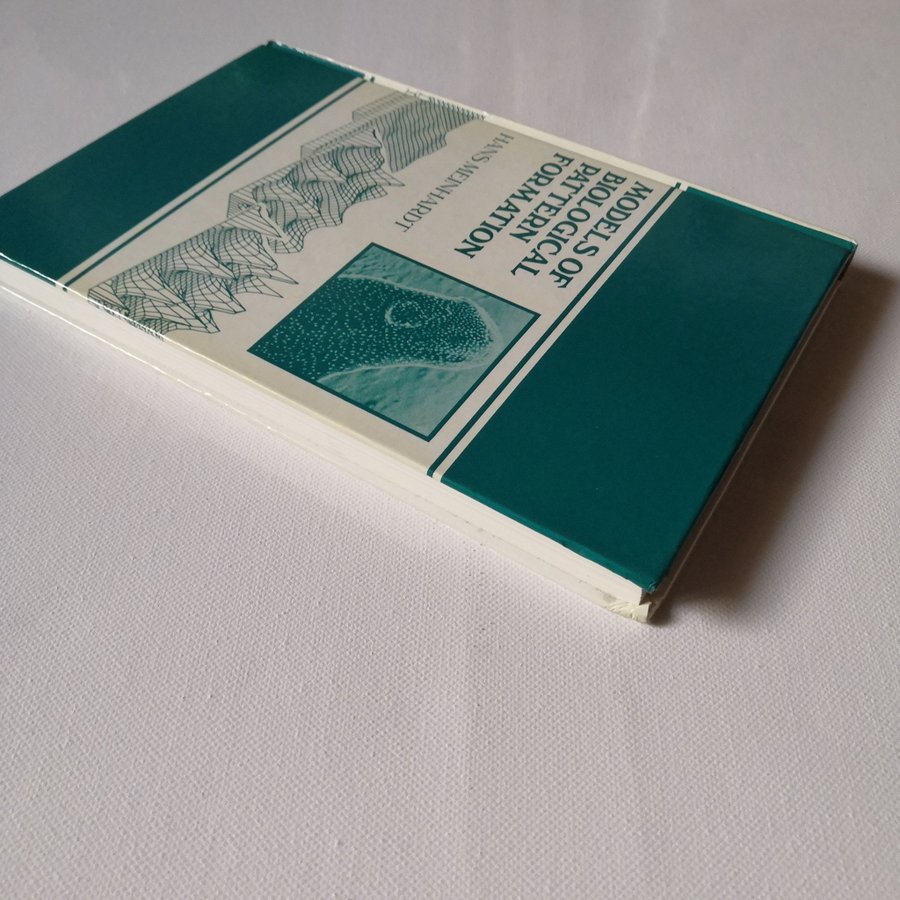 MODELS OF
BIOLOGICAL
PATTERN
FORMATION
HANS MEINHARDT